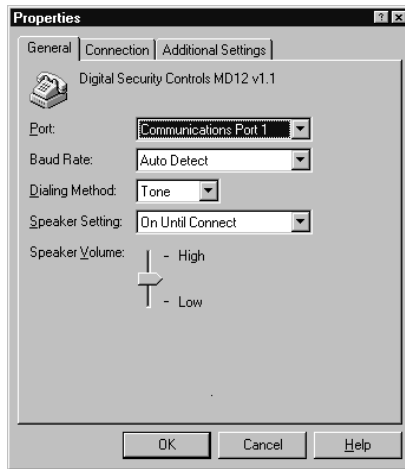 Properties
General Connection Additional Settings
Digital Security Controls MD12 v1.1
Port: Communications Port 1
Baud Rate: Auto Detect
Dialing Method: Tone
Speaker Setting: On Until Connect
Speaker Volume: - High
- Low
OK Cancel Help